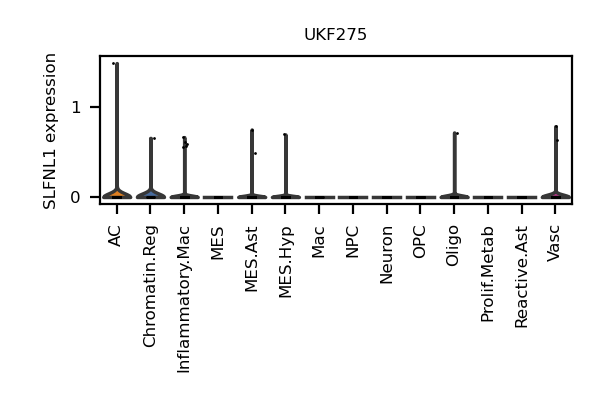 UKF275
SLFNL1 expression
1
0
AC
Chromatin.Reg
Inflammatory.Mac
MES
MES.Ast
MES.Hyp
Mac
NPC
Neuron
OPC
Oligo
Prolif.Metab
Reactive.Ast
Vasc